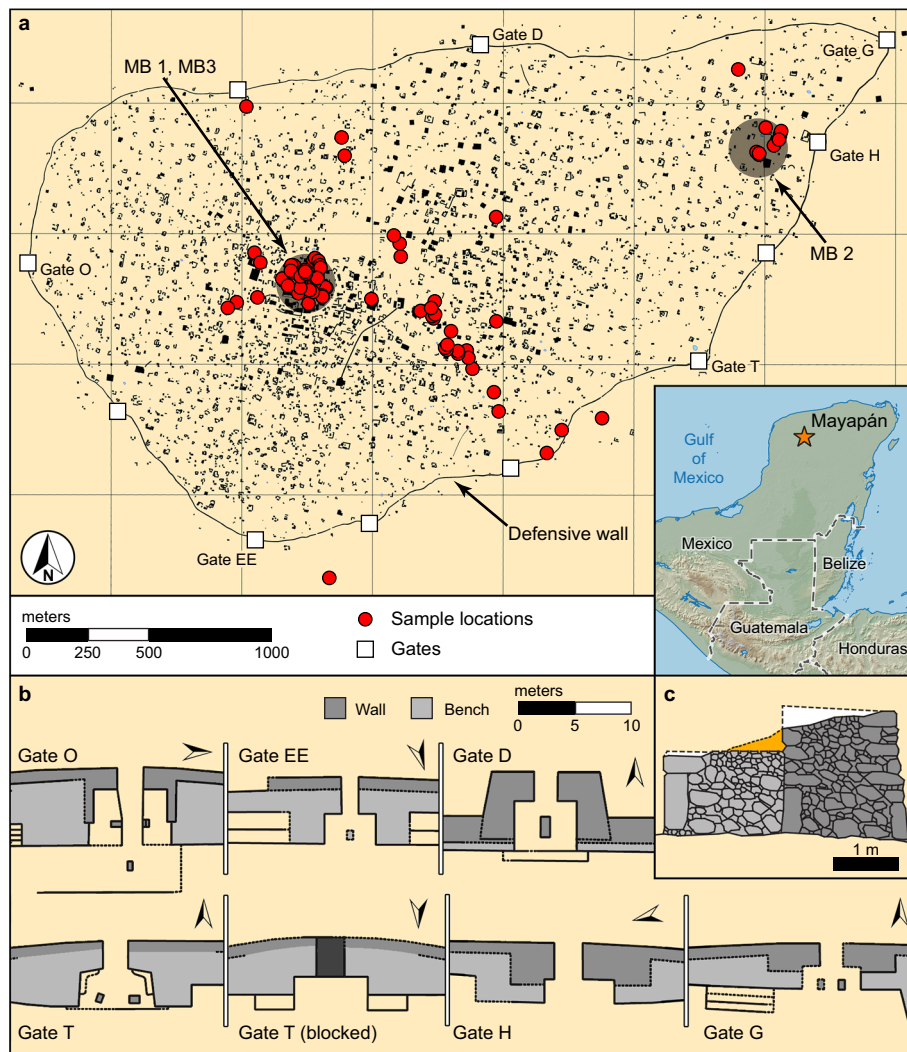 a
Gate D
Gate G
MB 1, MB3
Gate H
Gate O
MB 2
Gate T
Defensive wall
Gate EE
N
Mayapán
Gulf
of
Mexico
Mexico
Belize
Guatemala
Honduras
meters
0 250 500 1000
Sample locations
Gates
b
Wall Bench
meters
0 5 10
c
Gate O
Gate EE
Gate D
1 m
Gate T
Gate T (blocked)
Gate H
Gate G